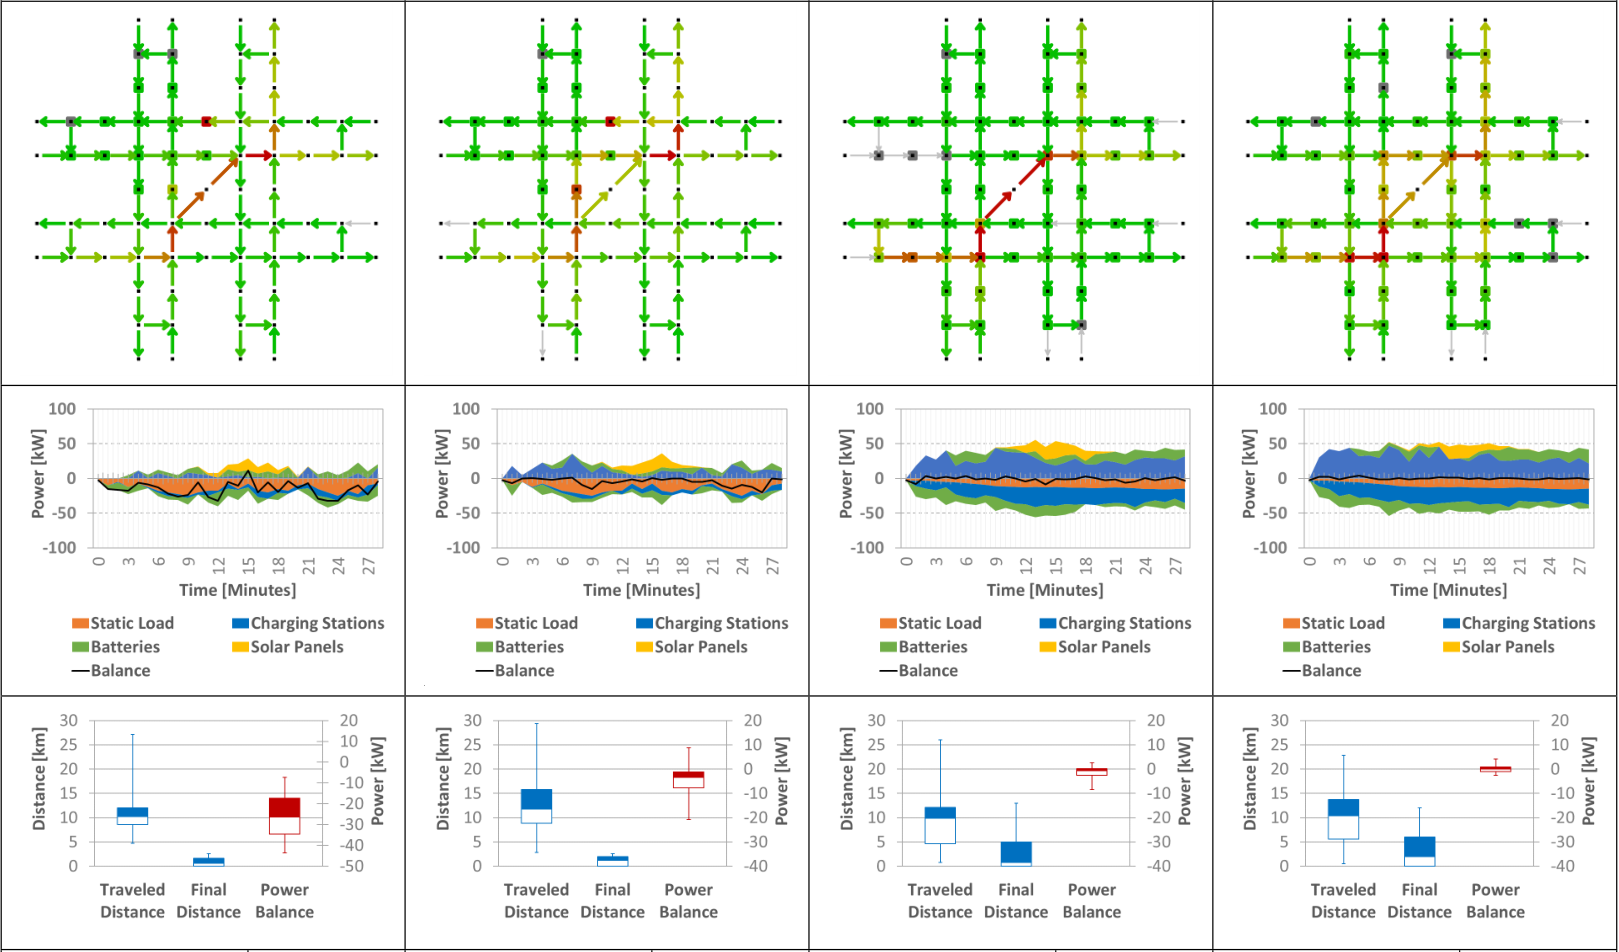 100
50
0
-50
-100
Power [kW]
0 3 6 9 12 15 18 21 24 27
Time [Minutes]
Static Load Charging Stations
Batteries Solar Panels
Balance
100
50
0
-50
-100
Power [kW]
0 3 6 9 12 15 18 21 24 27
Time [Minutes]
Static Load Charging Stations
Batteries Solar Panels
Balance
100
50
0
-50
-100
Power [kW]
0 3 6 9 12 15 18 21 24 27
Time [Minutes]
Static Load Charging Stations
Batteries Solar Panels
Balance
100
50
0
-50
-100
Power [kW]
0 3 6 9 12 15 18 21 24 27
Time [Minutes]
Static Load Charging Stations
Batteries Solar Panels
Balance
Distance [km]
30
25
20
15
10
5
0
20
10
0
-10
-20
-30
-40
-50
Power [kW]
Traveled Final Power
Distance Distance Balance
Distance [km]
30
25
20
15
10
5
0
20
10
0
-10
-20
-30
-40
Power [kW]
Traveled Final Power
Distance Distance Balance
Distance [km]
30
25
20
15
10
5
0
20
10
0
-10
-20
-30
-40
Power [kW]
Traveled Final Power
Distance Distance Balance
Distance [km]
30
25
20
15
10
5
0
20
10
0
-10
-20
-30
-40
Power [kW]
Traveled Final Power
Distance Distance Balance